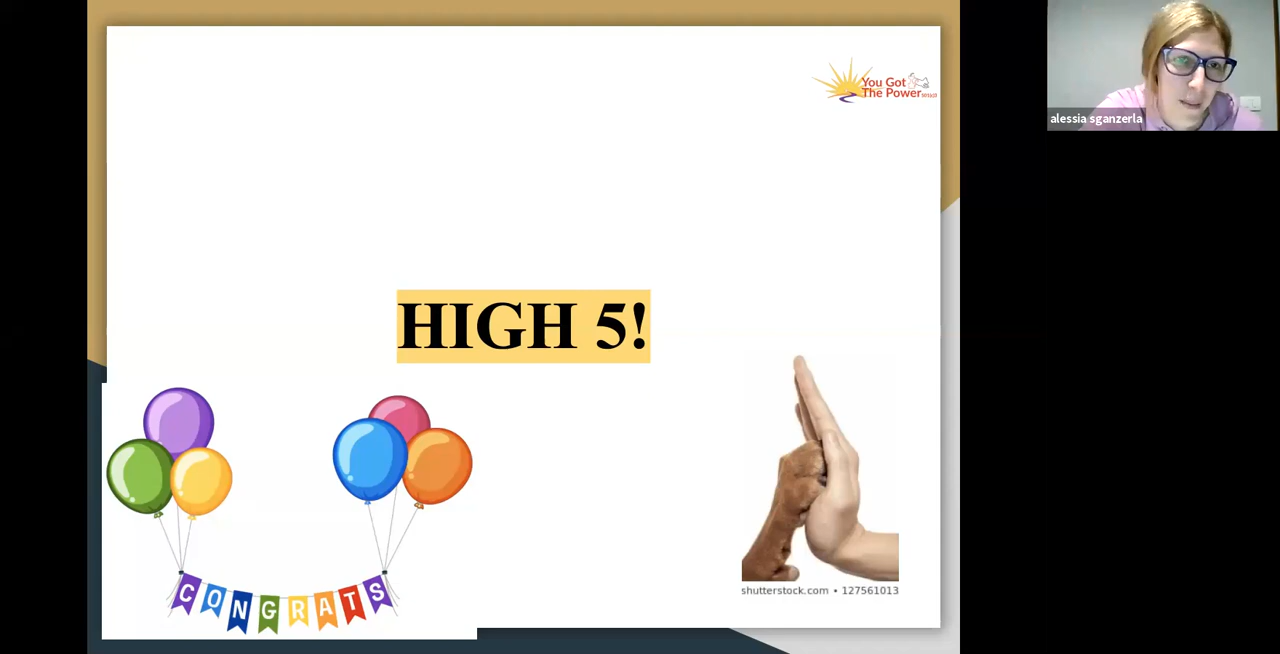 You Got
The Power
HIGH 5!
CONGRATS
shutterstock.com • 127561013
alessia sganzerla